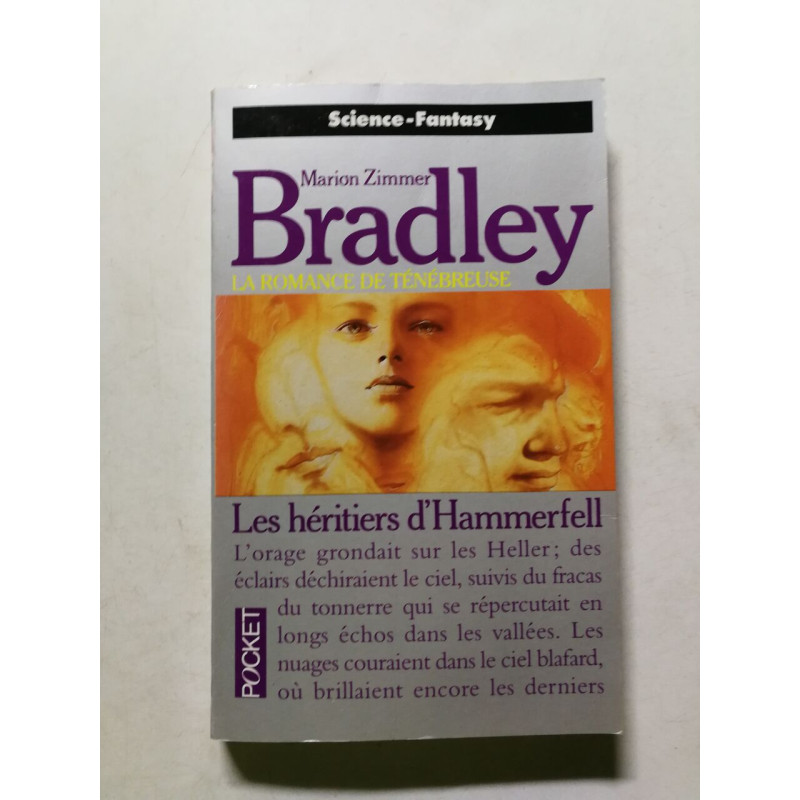 Science-Fantasy
Marion Zimmer
Bradley
LA ROMANCE DE TÉNÉBREUSE
Les héritiers d'Hammerfell
L'orage grondait sur les Heller; des
éclairs déchiraient le ciel, suivis du fracas
du tonnerre qui se répercutait en
longs échos dans les vallées. Les
nuages couraient dans le ciel blafard,
où brillaient encore les derniers
POCKET